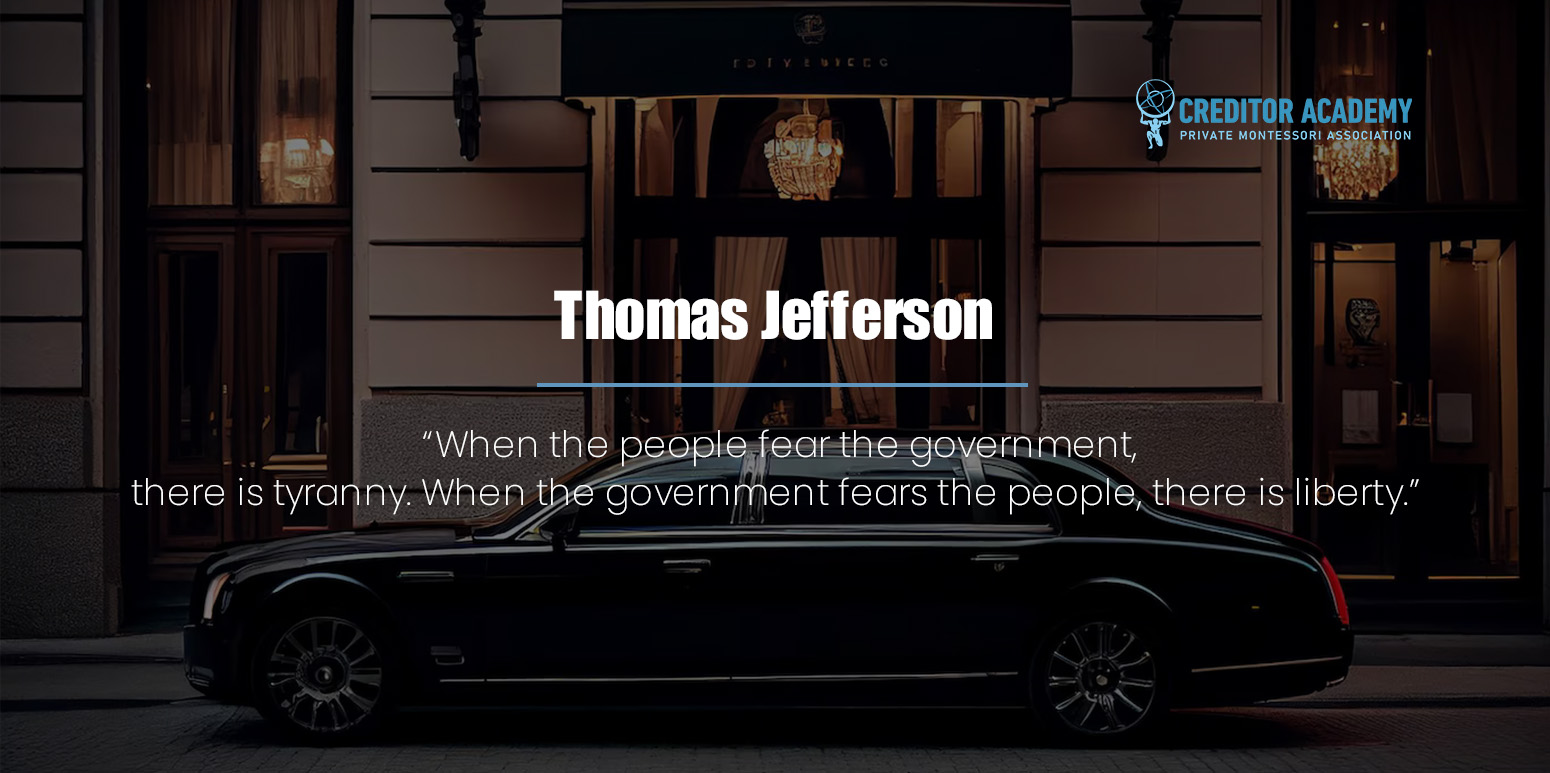 CREDITOR ACADEMY
PRIVATE MONTESSORI ASSOCIATION
Thomas Jefferson
“When the people fear the government,
there is tyranny. When the government fears the people, there is liberty.”